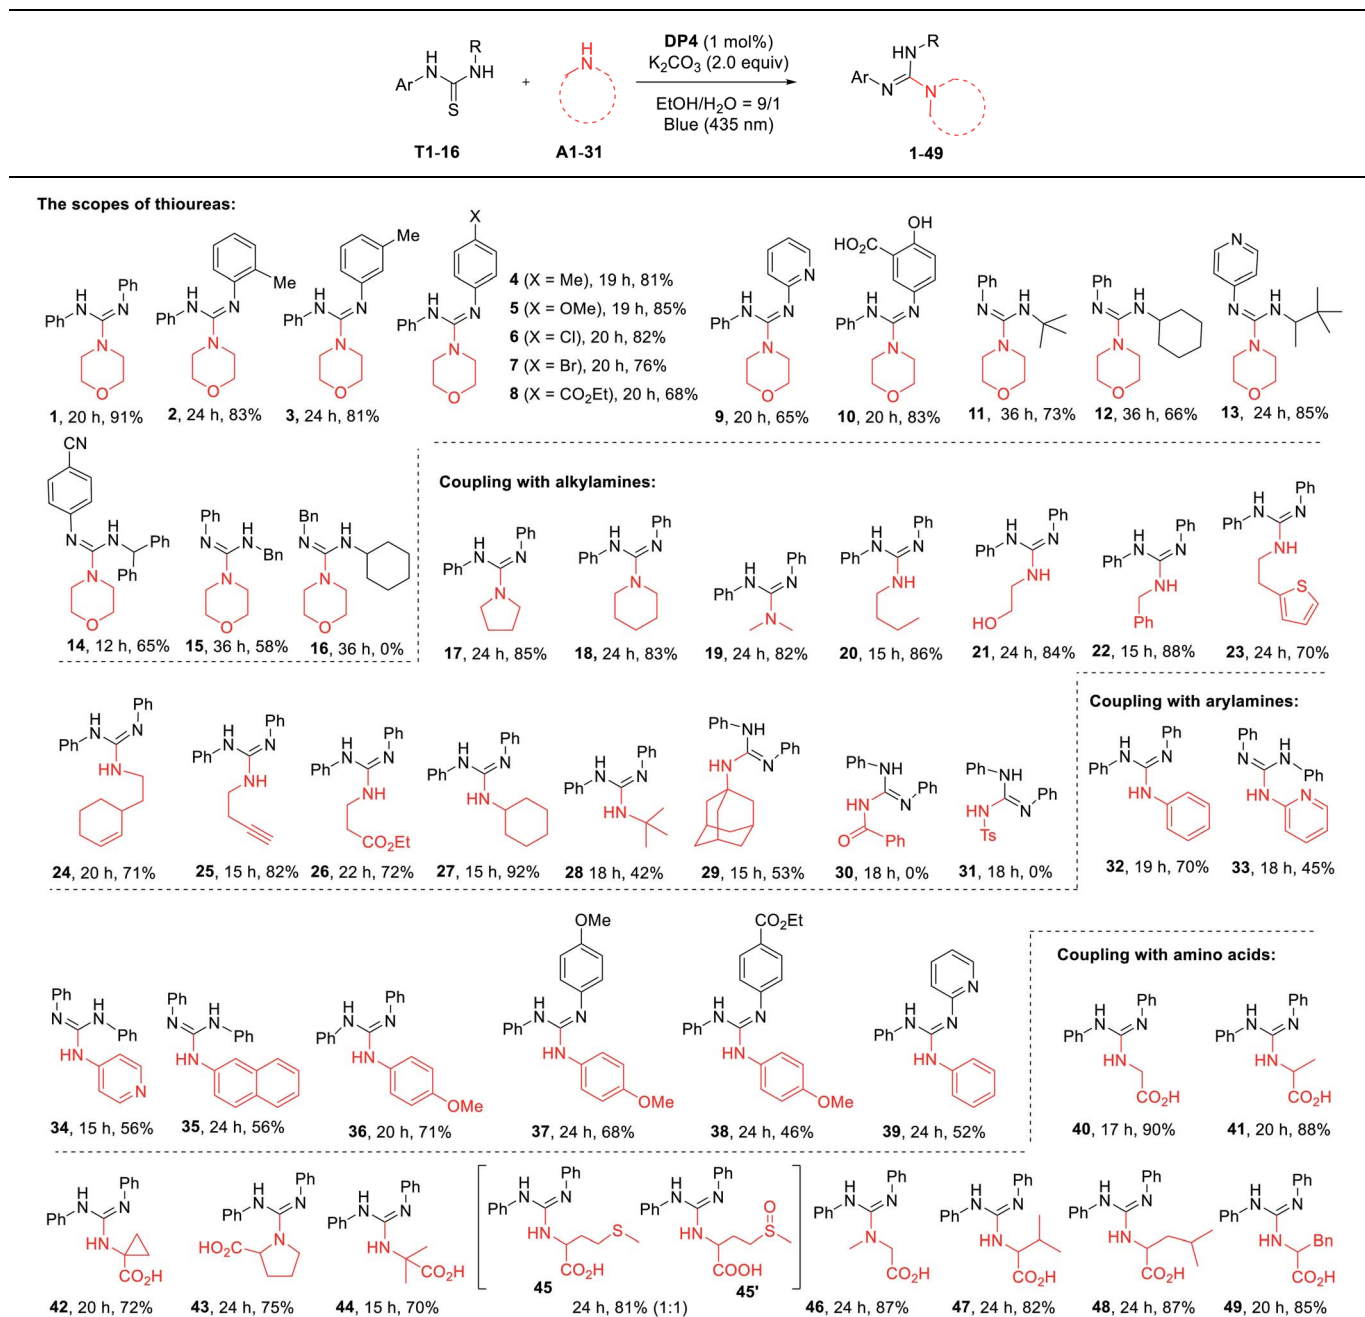 R
HN
H
N
NH
Ar
S
T1-16
+
H
N
A1-31
DP4 (1 mol%)
K2CO3 (2.0 equiv)
EtOH/H2O = 9/1
Blue (435 nm)
HN R
Ar N N
1-49
The scopes of thioureas:
X
4 (X = Me), 19 h, 81%
5 (X = OMe), 19 h, 85%
6 (X = Cl), 20 h, 82%
7 (X = Br), 20 h, 76%
8 (X = CO2Et), 20 h, 68%
1, 20 h, 91%
2, 24 h, 83%
3, 24 h, 81%
9, 20 h, 65%
10, 20 h, 83%
11, 36 h, 73%
12, 36 h, 66%
13, 24 h, 85%
Coupling with alkylamines:
14, 12 h, 65%
15, 36 h, 58%
16, 36 h, 0%
17, 24 h, 85%
18, 24 h, 83%
19, 24 h, 82%
20, 15 h, 86%
21, 24 h, 84%
22, 15 h, 88%
23, 24 h, 70%
Coupling with arylamines:
24, 20 h, 71%
25, 15 h, 82%
26, 22 h, 72%
27, 15 h, 92%
28 18 h, 42%
29, 15 h, 53%
30, 18 h, 0%
31, 18 h, 0%
32, 19 h, 70%
33, 18 h, 45%
Coupling with amino acids:
34, 15 h, 56%
35, 24 h, 56%
36, 20 h, 71%
37, 24 h, 68%
38, 24 h, 46%
39, 24 h, 52%
40, 17 h, 90%
41, 20 h, 88%
45
45'
42, 20 h, 72%
43, 24 h, 75%
44, 15 h, 70%
24 h, 81% (1:1)
46, 24 h, 87%
47, 24 h, 82%
48, 24 h, 87%
49, 20 h, 85%